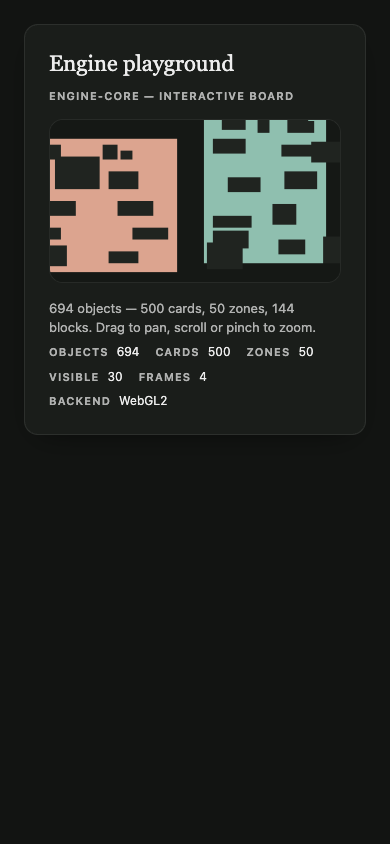 Engine playground
ENGINE-CORE — INTERACTIVE BOARD
694 objects — 500 cards, 50 zones, 144
blocks. Drag to pan, scroll or pinch to zoom.
OBJECTS 694 CARDS 500 ZONES 50
VISIBLE 30 FRAMES 4
BACKEND WebGL2